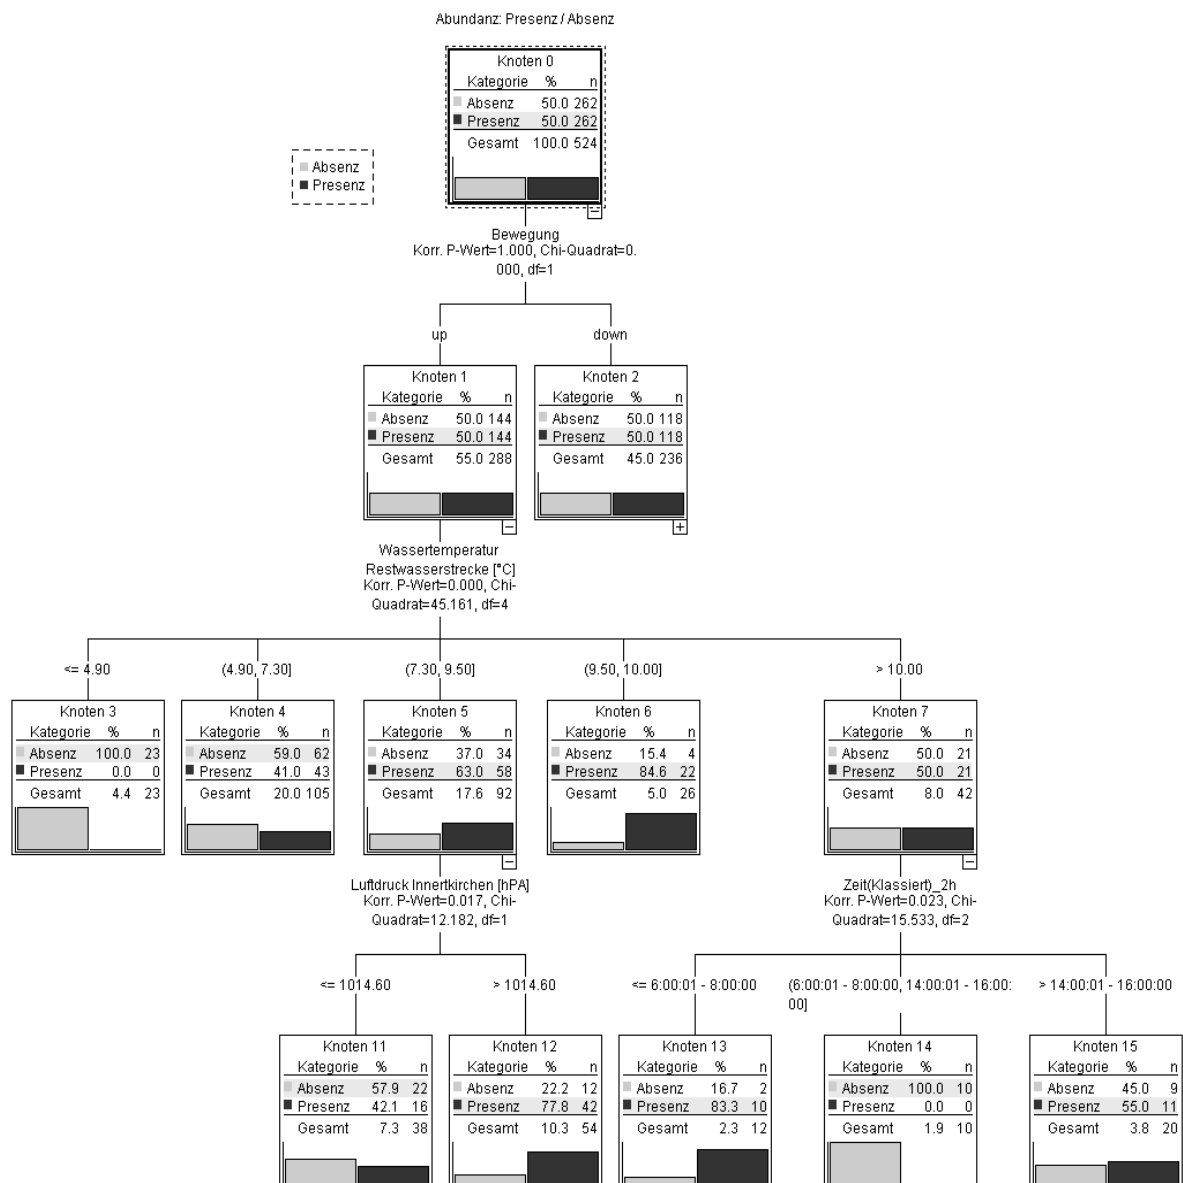 Abundanz: Presenz / Absenz
Knoten 0
Kategorie % n
Absenz 50.0 262
Presenz 50.0 262
Gesamt 100.0 524
Absenz
Presenz
Bewegung
Korr. P-Wert=1.000, Chi-Quadrat=0.
000, df=1
up
down
Knoten 1
Kategorie % n
Absenz 50.0 144
Presenz 50.0 144
Gesamt 55.0 288
Knoten 2
Kategorie % n
Absenz 50.0 118
Presenz 50.0 118
Gesamt 45.0 236
Wassertemperatur
Restwasserstrecke [°C]
Korr. P-Wert=0.000, Chi-
Quadrat=45.161, df=4
<= 4.90
(4.90, 7.30]
(7.30, 9.50]
(9.50, 10.00]
> 10.00
Knoten 3
Kategorie % n
Absenz 100.0 23
Presenz 0.0 0
Gesamt 4.4 23
Knoten 4
Kategorie % n
Absenz 59.0 62
Presenz 41.0 43
Gesamt 20.0 105
Knoten 5
Kategorie % n
Absenz 37.0 34
Presenz 63.0 58
Gesamt 17.6 92
Knoten 6
Kategorie % n
Absenz 15.4 4
Presenz 84.6 22
Gesamt 5.0 26
Knoten 7
Kategorie % n
Absenz 50.0 21
Presenz 50.0 21
Gesamt 8.0 42
Luftdruck Innertkirchen [hPA]
Korr. P-Wert=0.017, Chi-
Quadrat=12.182, df=1
Zeit(Klassiert)_2h
Korr. P-Wert=0.023, Chi-
Quadrat=15.533, df=2
<= 1014.60
> 1014.60
<= 6:00:01 - 8:00:00
(6:00:01 - 8:00:00, 14:00:01 - 16:00:
00]
> 14:00:01 - 16:00:00
Knoten 11
Kategorie % n
Absenz 57.9 22
Presenz 42.1 16
Gesamt 7.3 38
Knoten 12
Kategorie % n
Absenz 22.2 12
Presenz 77.8 42
Gesamt 10.3 54
Knoten 13
Kategorie % n
Absenz 16.7 2
Presenz 83.3 10
Gesamt 2.3 12
Knoten 14
Kategorie % n
Absenz 100.0 10
Presenz 0.0 0
Gesamt 1.9 10
Knoten 15
Kategorie % n
Absenz 45.0 9
Presenz 55.0 11
Gesamt 3.8 20